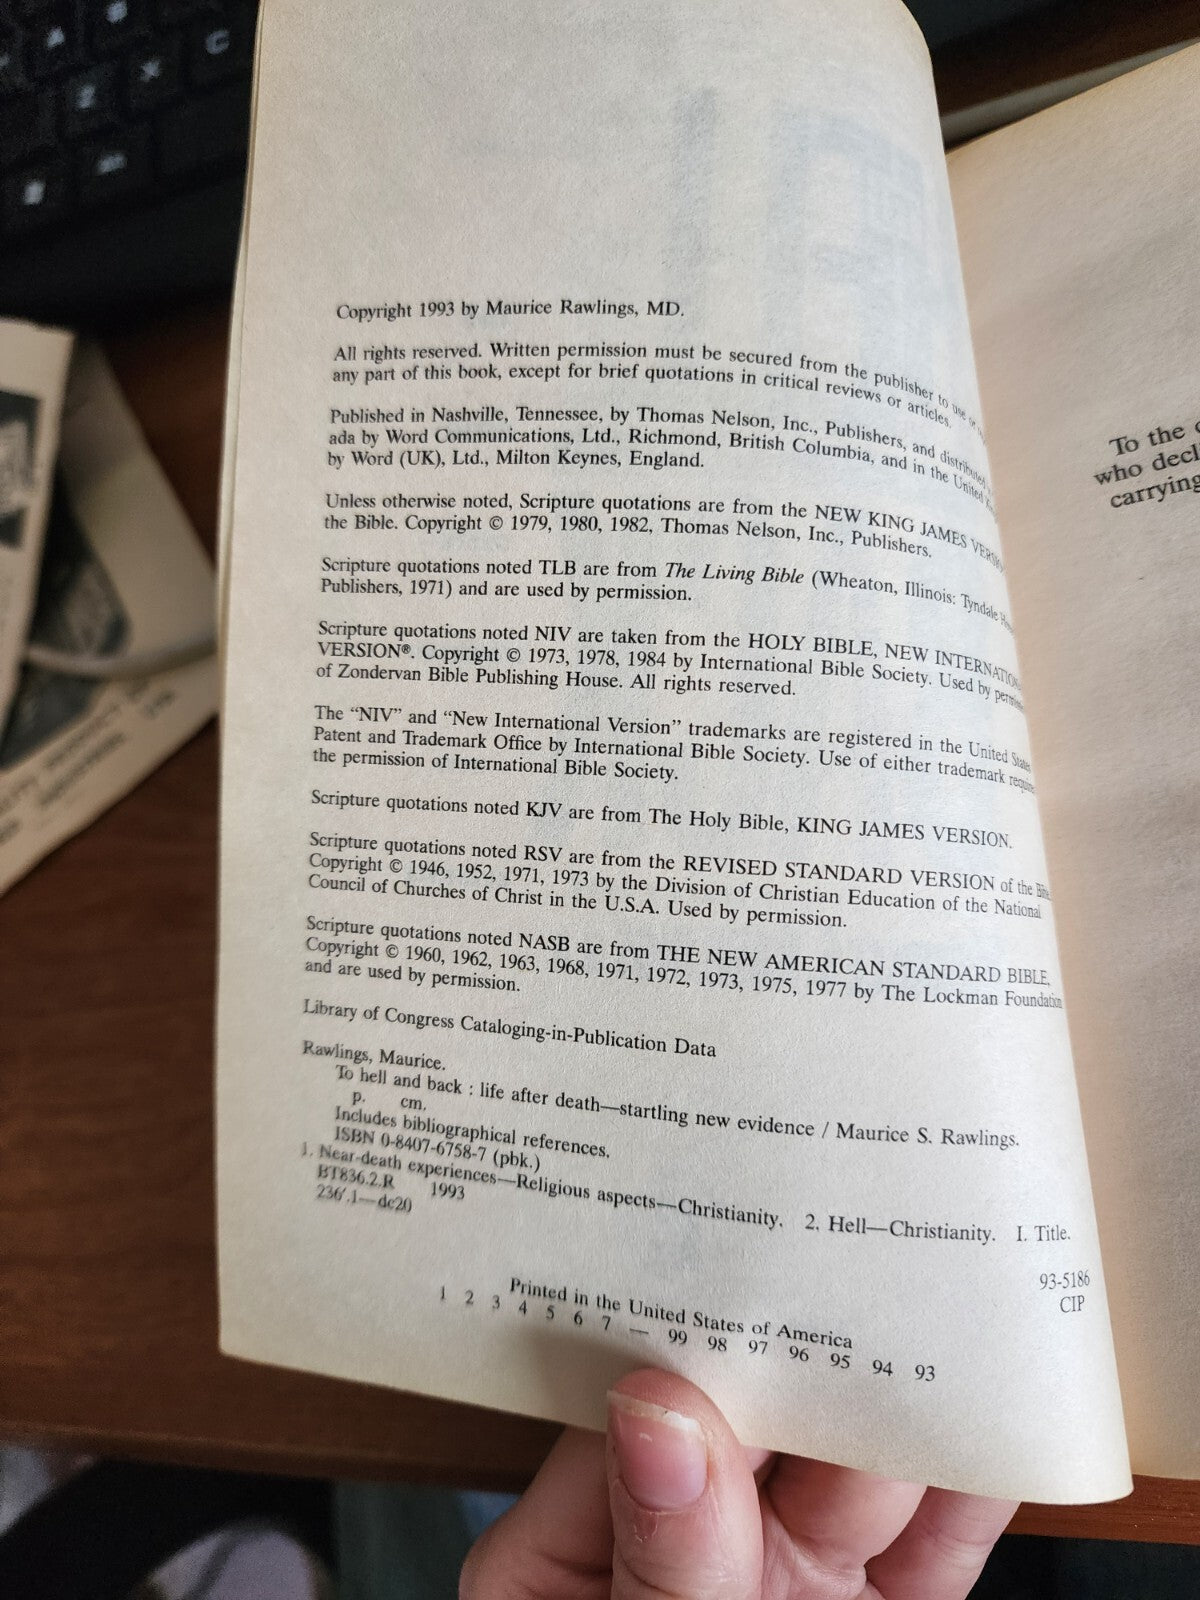 Z
X
C
Copyright 1993 by Maurice Rawlings, MD.
All rights reserved. Written permission must be secured from the publisher to use or
any part of this book, except for brief quotations in critical reviews or articles.
Published in Nashville, Tennessee, by Thomas Nelson, Inc., Publishers, and distributed
ada by Word Communications, Ltd., Richmond, British Columbia, and in the United
by Word (UK), Ltd., Milton Keynes, England.
Unless otherwise noted, Scripture quotations are from the NEW KING JAMES VERSION
the Bible. Copyright © 1979, 1980, 1982, Thomas Nelson, Inc., Publishers.
Scripture quotations noted TLB are from The Living Bible (Wheaton, Illinois: Tyndale
Publishers, 1971) and are used by permission.
Scripture quotations noted NIV are taken from the HOLY BIBLE, NEW INTERNATION
VERSION®. Copyright © 1973, 1978, 1984 by International Bible Society. Used by
of Zondervan Bible Publishing House. All rights reserved.
The “NIV” and “New International Version” trademarks are registered in the United States
Patent and Trademark Office by International Bible Society. Use of either trademark requires
the permission of International Bible Society.
Scripture quotations noted KJV are from The Holy Bible, KING JAMES VERSION.
Scripture quotations noted RSV are from the REVISED STANDARD VERSION of the Bible.
Copyright © 1946, 1952, 1971, 1973 by the Division of Christian Education of the National
Council of Churches of Christ in the U.S.A. Used by permission.
Scripture quotations noted NASB are from THE NEW AMERICAN STANDARD BIBLE,
Copyright © 1960, 1962, 1963, 1968, 1971, 1972, 1973, 1975, 1977 by The Lockman Foundation
and are used by permission.
Library of Congress Cataloging-in-Publication Data
Rawlings, Maurice.
To hell and back : life after death—startling new evidence / Maurice S. Rawlings.
p. cm.
Includes bibliographical references.
ISBN 0-8407-6758-7 (pbk.)
1. Near-death experiences—Religious aspects—Christianity. 2. Hell—Christianity. I. Title.
BT836.2.R 1993
236'.1—dc20
93-5186
CIP
Printed in the United States of America
1 2 3 4 5 6 7 — 99 98 97 96 95 94 93
To the
who decl
carrying